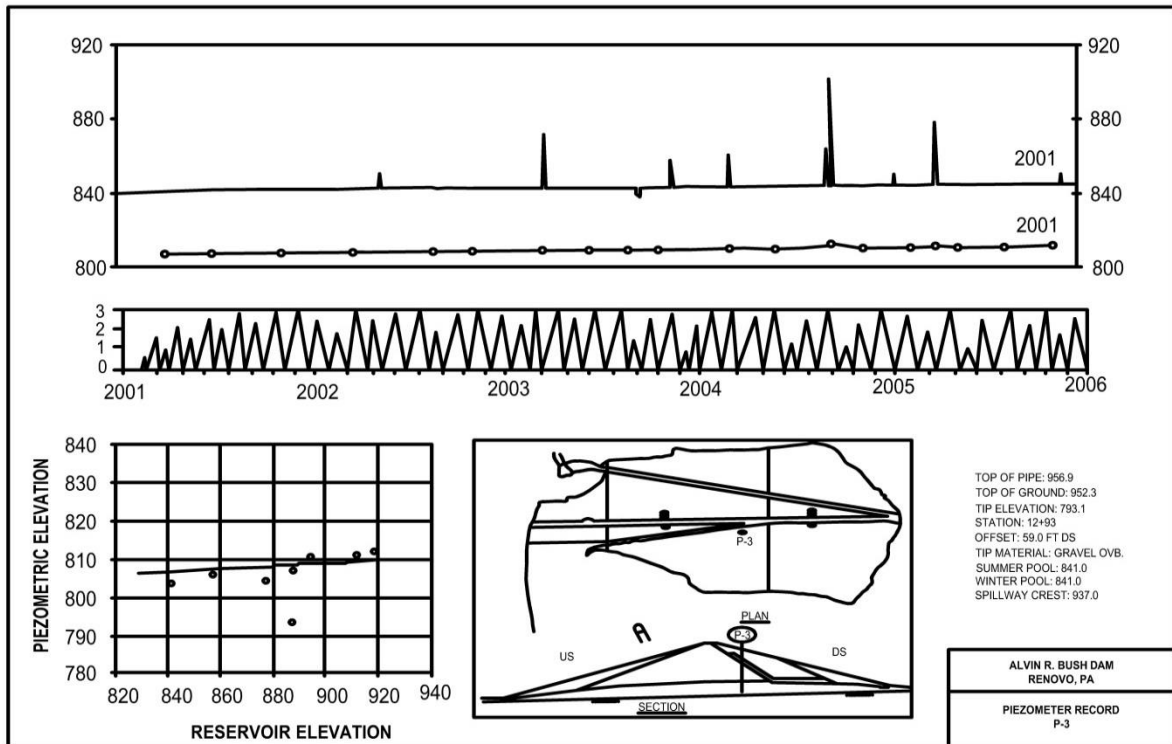 920
880
840
800
920
880
840
800
2001
2001
3
2
1
0
2001 2002 2003 2004 2005 2006
PIEZOMETRIC ELEVATION
840
830
820
810
800
790
780
820 840 860 880 900 920 940
RESERVOIR ELEVATION
P-3
PLAN
P-3
US
DS
SECTION
TOP OF PIPE: 956.9
TOP OF GROUND: 952.3
TIP ELEVATION: 793.1
STATION: 12+93
OFFSET: 59.0 FT DS
TIP MATERIAL: GRAVEL OVB.
SUMMER POOL: 841.0
WINTER POOL: 841.0
SPILLWAY CREST: 937.0
ALVIN R. BUSH DAM
RENOVO, PA
PIEZOMETER RECORD
P-3